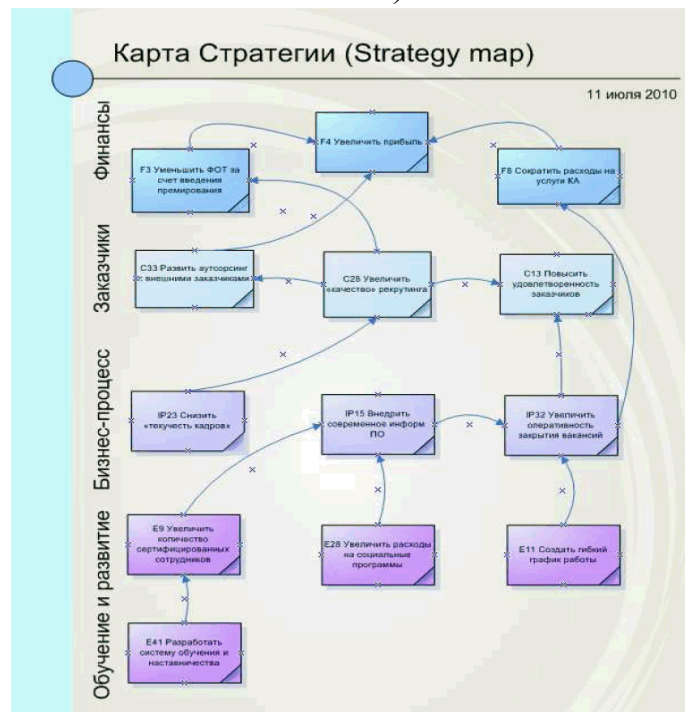 Карта Стратегии (Strategy map)
11 июля 2010
Финансы
F4 Увеличить прибыль
F3 Уменьшить ФОТ за
счет введения
премирования
F8 Сократить расходы на
услуги КА
Заказчики
C33 Развить аутсорсинг
с внешними заказчиками
C28 Увеличить
«качество» рекрутинга
C13 Повысить
удовлетворенность
заказчиков
Бизнес-процесс
IP23 Снизить
«текучесть кадров»
IP15 Внедрить
современное информ
ПО
IP32 Увеличить
оперативность
закрытия вакансий
Обучение и развитие
E9 Увеличить
количество
сертифицированных
сотрудников
E28 Увеличить расходы
на социальные
программы
E11 Создать гибкий
график работы
E41 Разработать
систему обучения и
наставничества